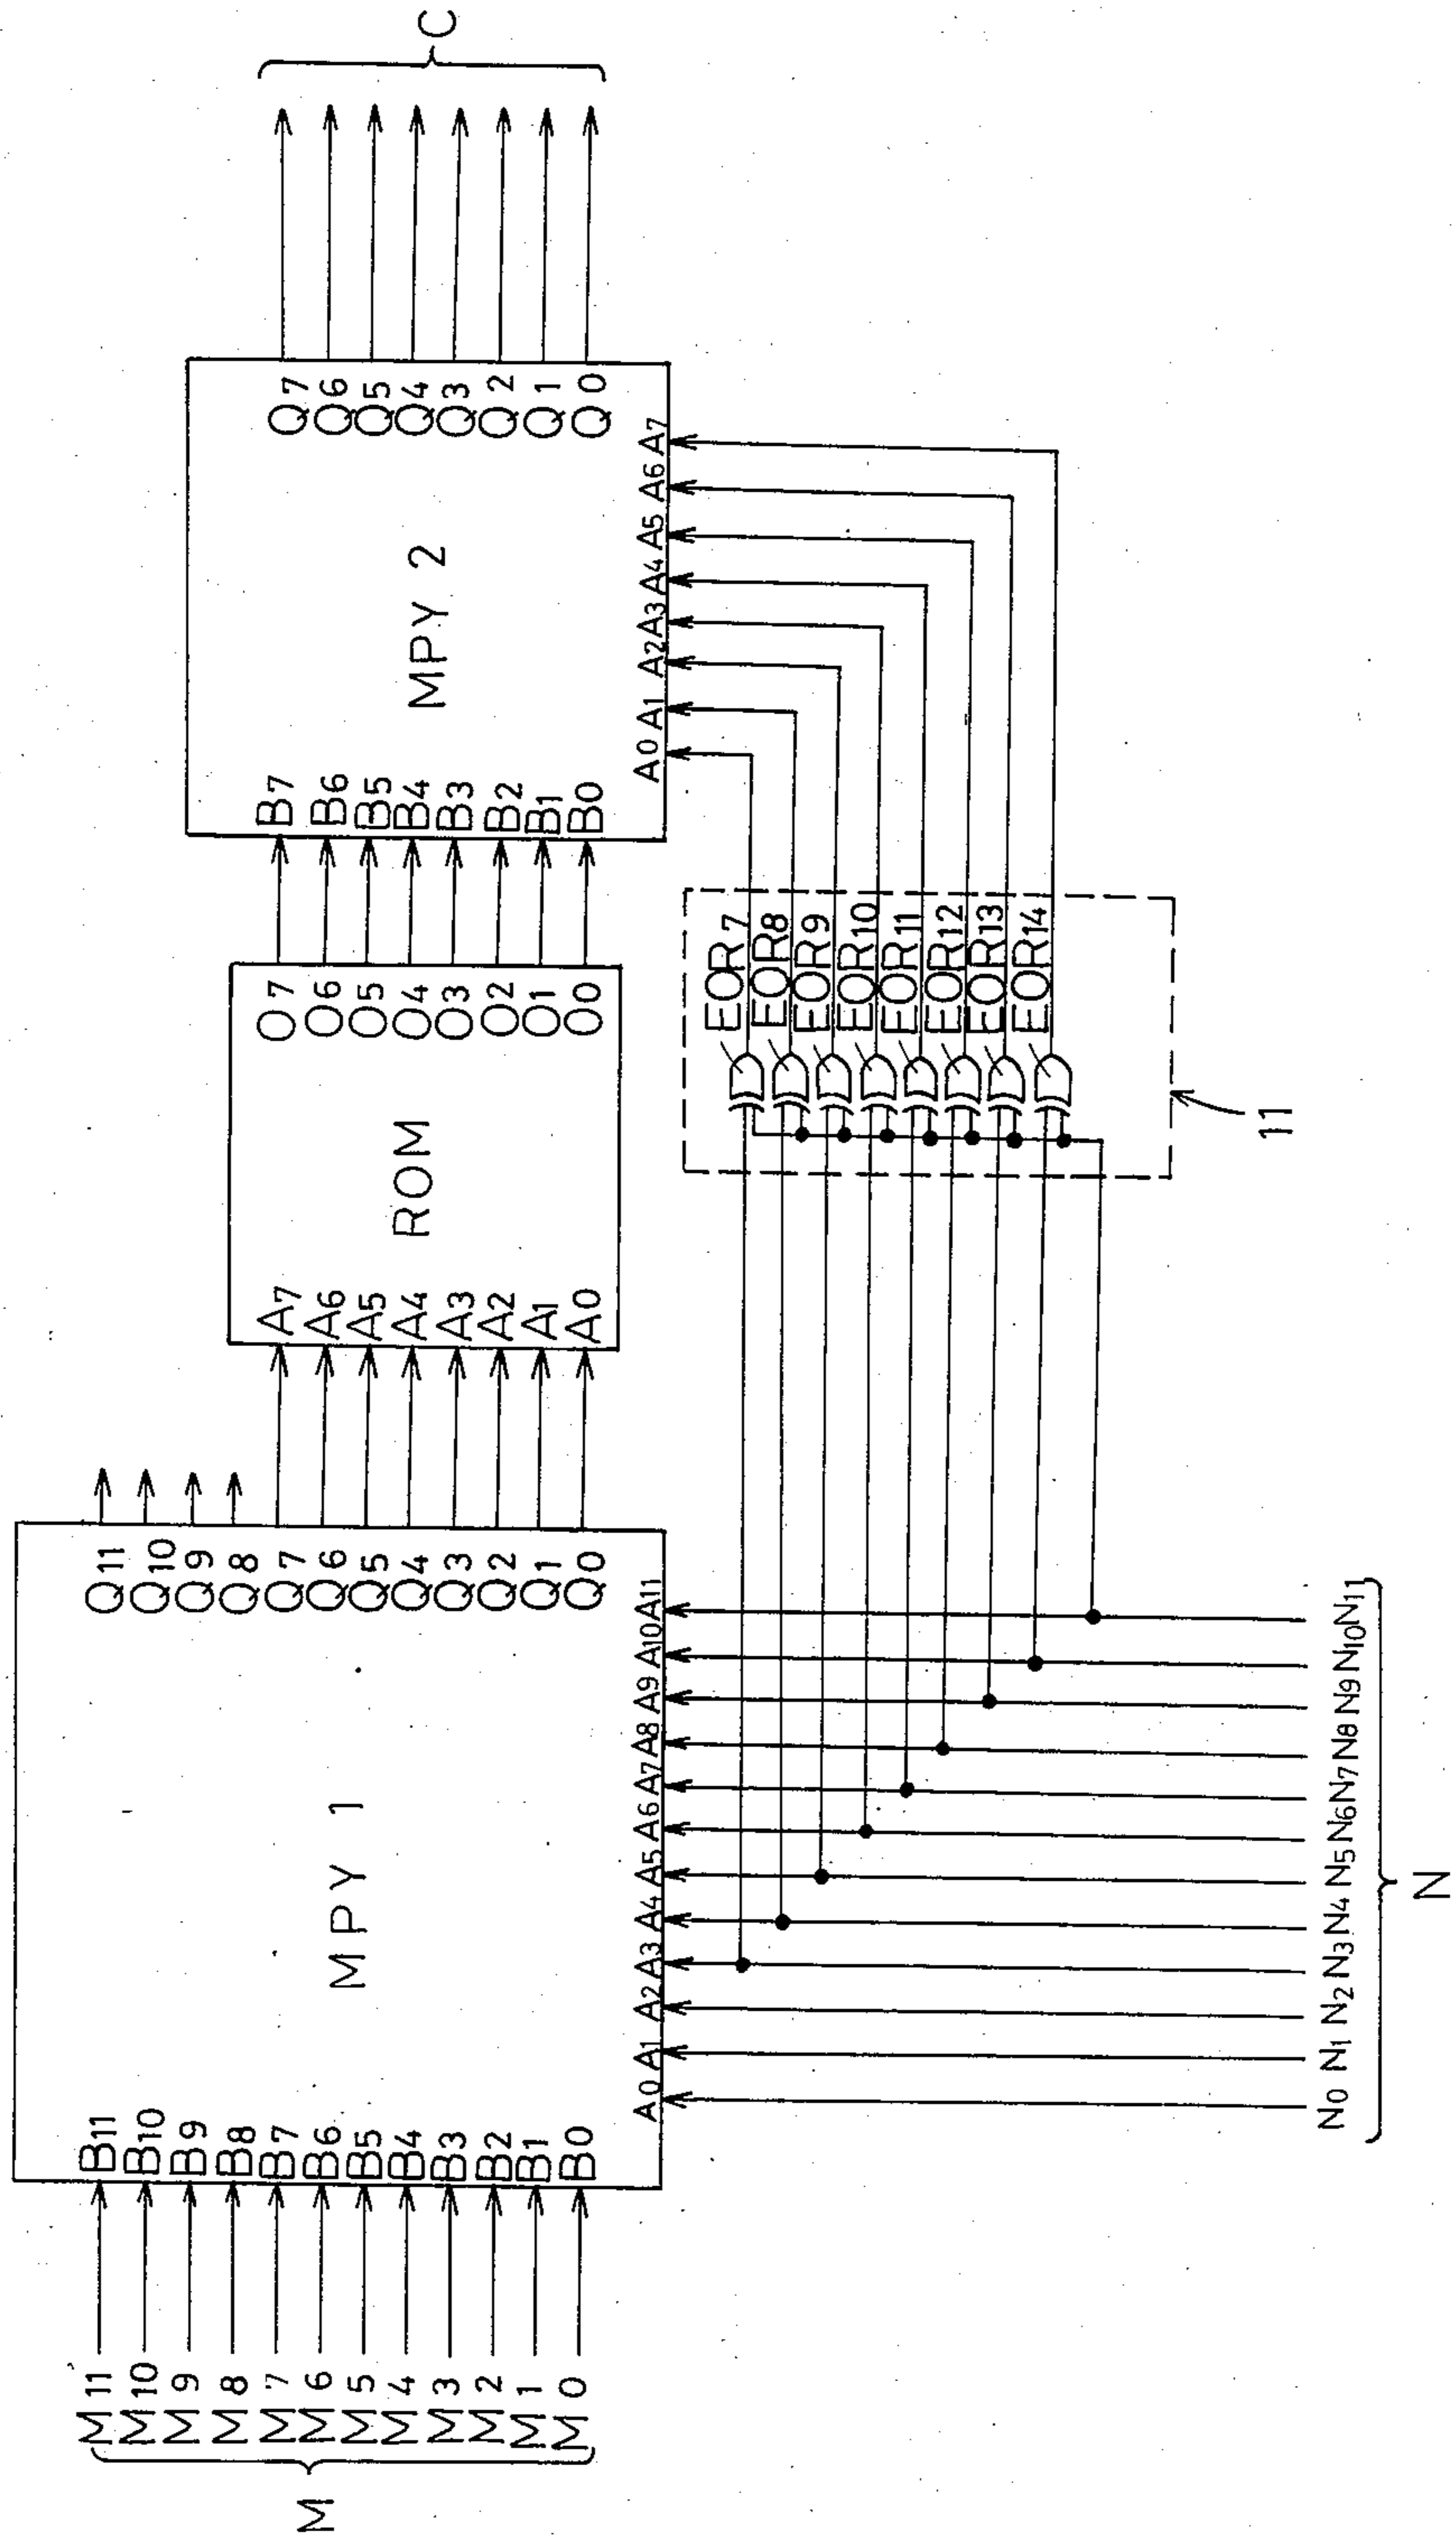 M
M11
M10
M9
M8
M7
M6
M5
M4
M3
M2
M1
M0
B11
B10
B9
B8
B7
B6
B5
B4
B3
B2
B1
B0
MPY 1
Q11
Q10
Q9
Q8
Q7
Q6
Q5
Q4
Q3
Q2
Q1
Q0
A0 A1 A2 A3 A4 A5 A6 A7 A8 A9 A10 A11
N0 N1 N2 N3 N4 N5 N6 N7 N8 N9 N10 N11
N
A7
A6
A5
A4
A3
A2
A1
A0
ROM
O7
O6
O5
O4
O3
O2
O1
O0
EOR7
EOR8
EOR9
EOR10
EOR11
EOR12
EOR13
EOR14
11
B7
B6
B5
B4
B3
B2
B1
B0
MPY 2
A0 A1 A2 A3 A4 A5 A6 A7
Q7
Q6
Q5
Q4
Q3
Q2
Q1
Q0
C